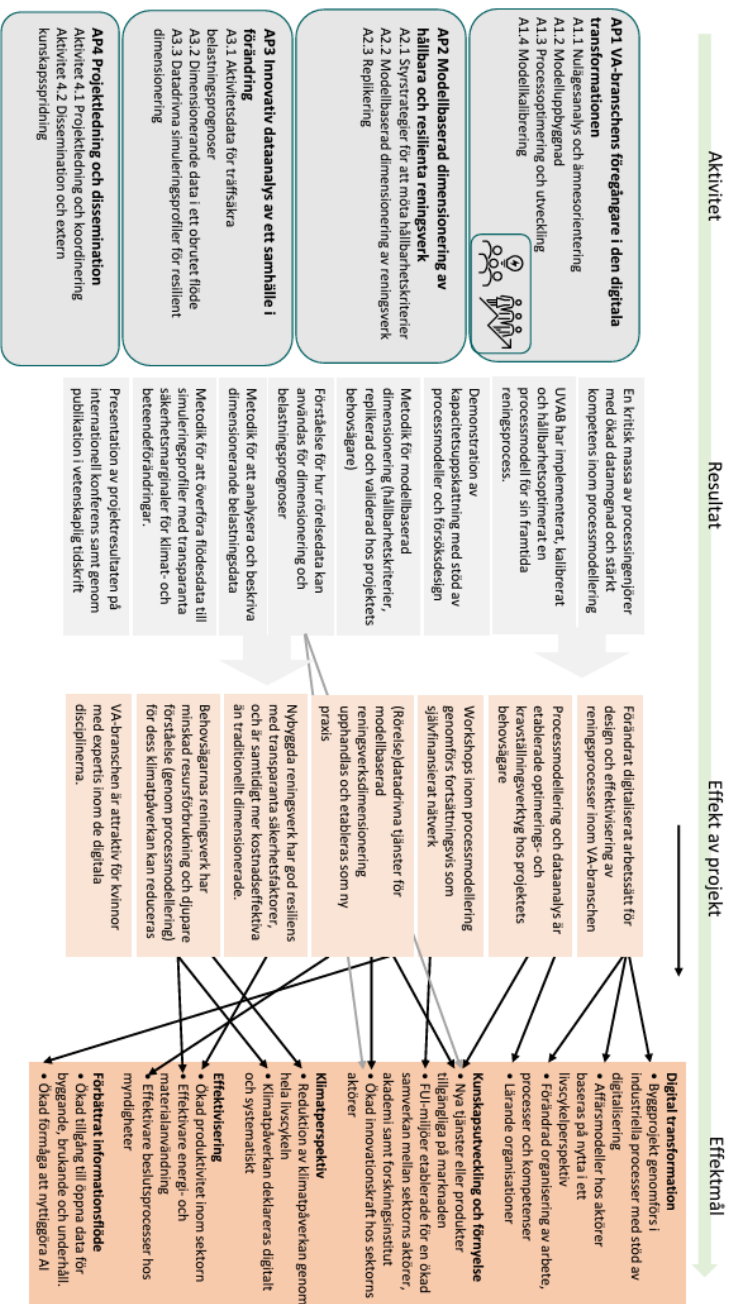 Aktivitet
Resultat
Effekt av projekt
Effektmål
AP1 VA-branschens föregångare i den digitala
transformationen
A1.1 Nulägesanalys och ämnesorientering
A1.2 Modelluppbyggnad
A1.3 Processoptimering och utveckling
A1.4 Modellkalibrering
AP2 Modellbaserad dimensionering av
hållbara och resilienta reningsverk
A2.1 Styrstrategier för att möta hållbarhetskriterier
A2.2 Modellbaserad dimensionering av reningsverk
A2.3 Replikering
AP3 Innovativ dataanalys av ett samhälle i
förändring
A3.1 Aktivitetsdata för träffsäkra
belastningsprognoser
A3.2 Dimensionerande data i ett obrutet flöde
A3.3 Datadrivna simuleringsprofiler för resilient
dimensionering
AP4 Projektledning och dissemination
Aktivitet 4.1 Projektledning och koordinering
Aktivitet 4.2 Dissemination och extern
kunskapsspridning
En kritisk massa av processingenjörer
med ökad datamognad och stärkt
kompetens inom processmodellering
UVAB har implementerat, kalibrerat
och hållbarhetsoptimerat en
processmodell för sin framtida
reningsprocess.
Demonstration av
kapacitetsuppskattning med stöd av
processmodeller och försöksdesign
Metodik för modellbaserad
dimensionering (hållbarhetskriterier,
replikerad och validerad hos projektets
behovsägare)
Förståelse för hur rörelsedata kan
användas för dimensionering och
belastningsprognoser
Metodik för att analysera och beskriva
dimensionerande belastningsdata
Metodik för att överföra flödesdata till
simuleringsprofiler med transparanta
säkerhetsmarginaler för klimat- och
beteendeförändringar.
Presentation av projektresultaten på
internationell konferens samt genom
publikation i vetenskaplig tidskrift
Förändrat digitaliserat arbetssätt för
design och effektivisering av
reningsprocesser inom VA-branschen
Processmodellering och dataanalys är
etablerade optimerings- och
kravställningsverktyg hos projektets
behovsägare
Workshops inom processmodellering
genomförs fortsättningsvis som
självfinansierat nätverk
(Rörelse)datadrivna tjänster för
modellbaserad
reningsverksdimensionering
upphandlas och etableras som ny
praxis
Nybyggda reningsverk har god resiliens
med transparanta säkerhetsfaktorer,
och är samtidigt mer kostnadseffektiva
än traditionellt dimensionerade.
Behovsägarnas reningsverk har
minskad resursförbrukning och djupare
förståelse (genom processmodellering)
för dess klimatpåverkan kan reduceras
VA-branschen är attraktiv för kvinnor
med expertis inom de digitala
disciplinerna.
Digital transformation
• Byggprojekt genomförs i
industriella processer med stöd av
digitalisering
• Affärsmodeller hos aktörer
baseras på nytta i ett
livscykelperspektiv
• Förändrad organisering av arbete,
processer och kompetenser
• Lärande organisationer
Kunskapsutveckling och förnyelse
• Nya tjänster eller produkter
tillgängliga på marknaden
• FUI-miljöer etablerade för en ökad
samverkan mellan sektorns aktörer,
akademi samt forskningsinstitut
• Ökad innovationskraft hos sektorns
aktörer
Klimatperspektiv
• Reduktion av klimatpåverkan genom
hela livscykeln
• Klimatpåverkan deklareras digitalt
och systematiskt
Effektivisering
• Ökad produktivitet inom sektorn
• Effektivare energi- och
materialanvändning
• Effektivare beslutsprocesser hos
myndigheter
Förbättrat informationsflöde
• Ökad tillgång till öppna data för
byggande, brukande och underhåll.
• Ökad förmåga att nyttiggöra AI